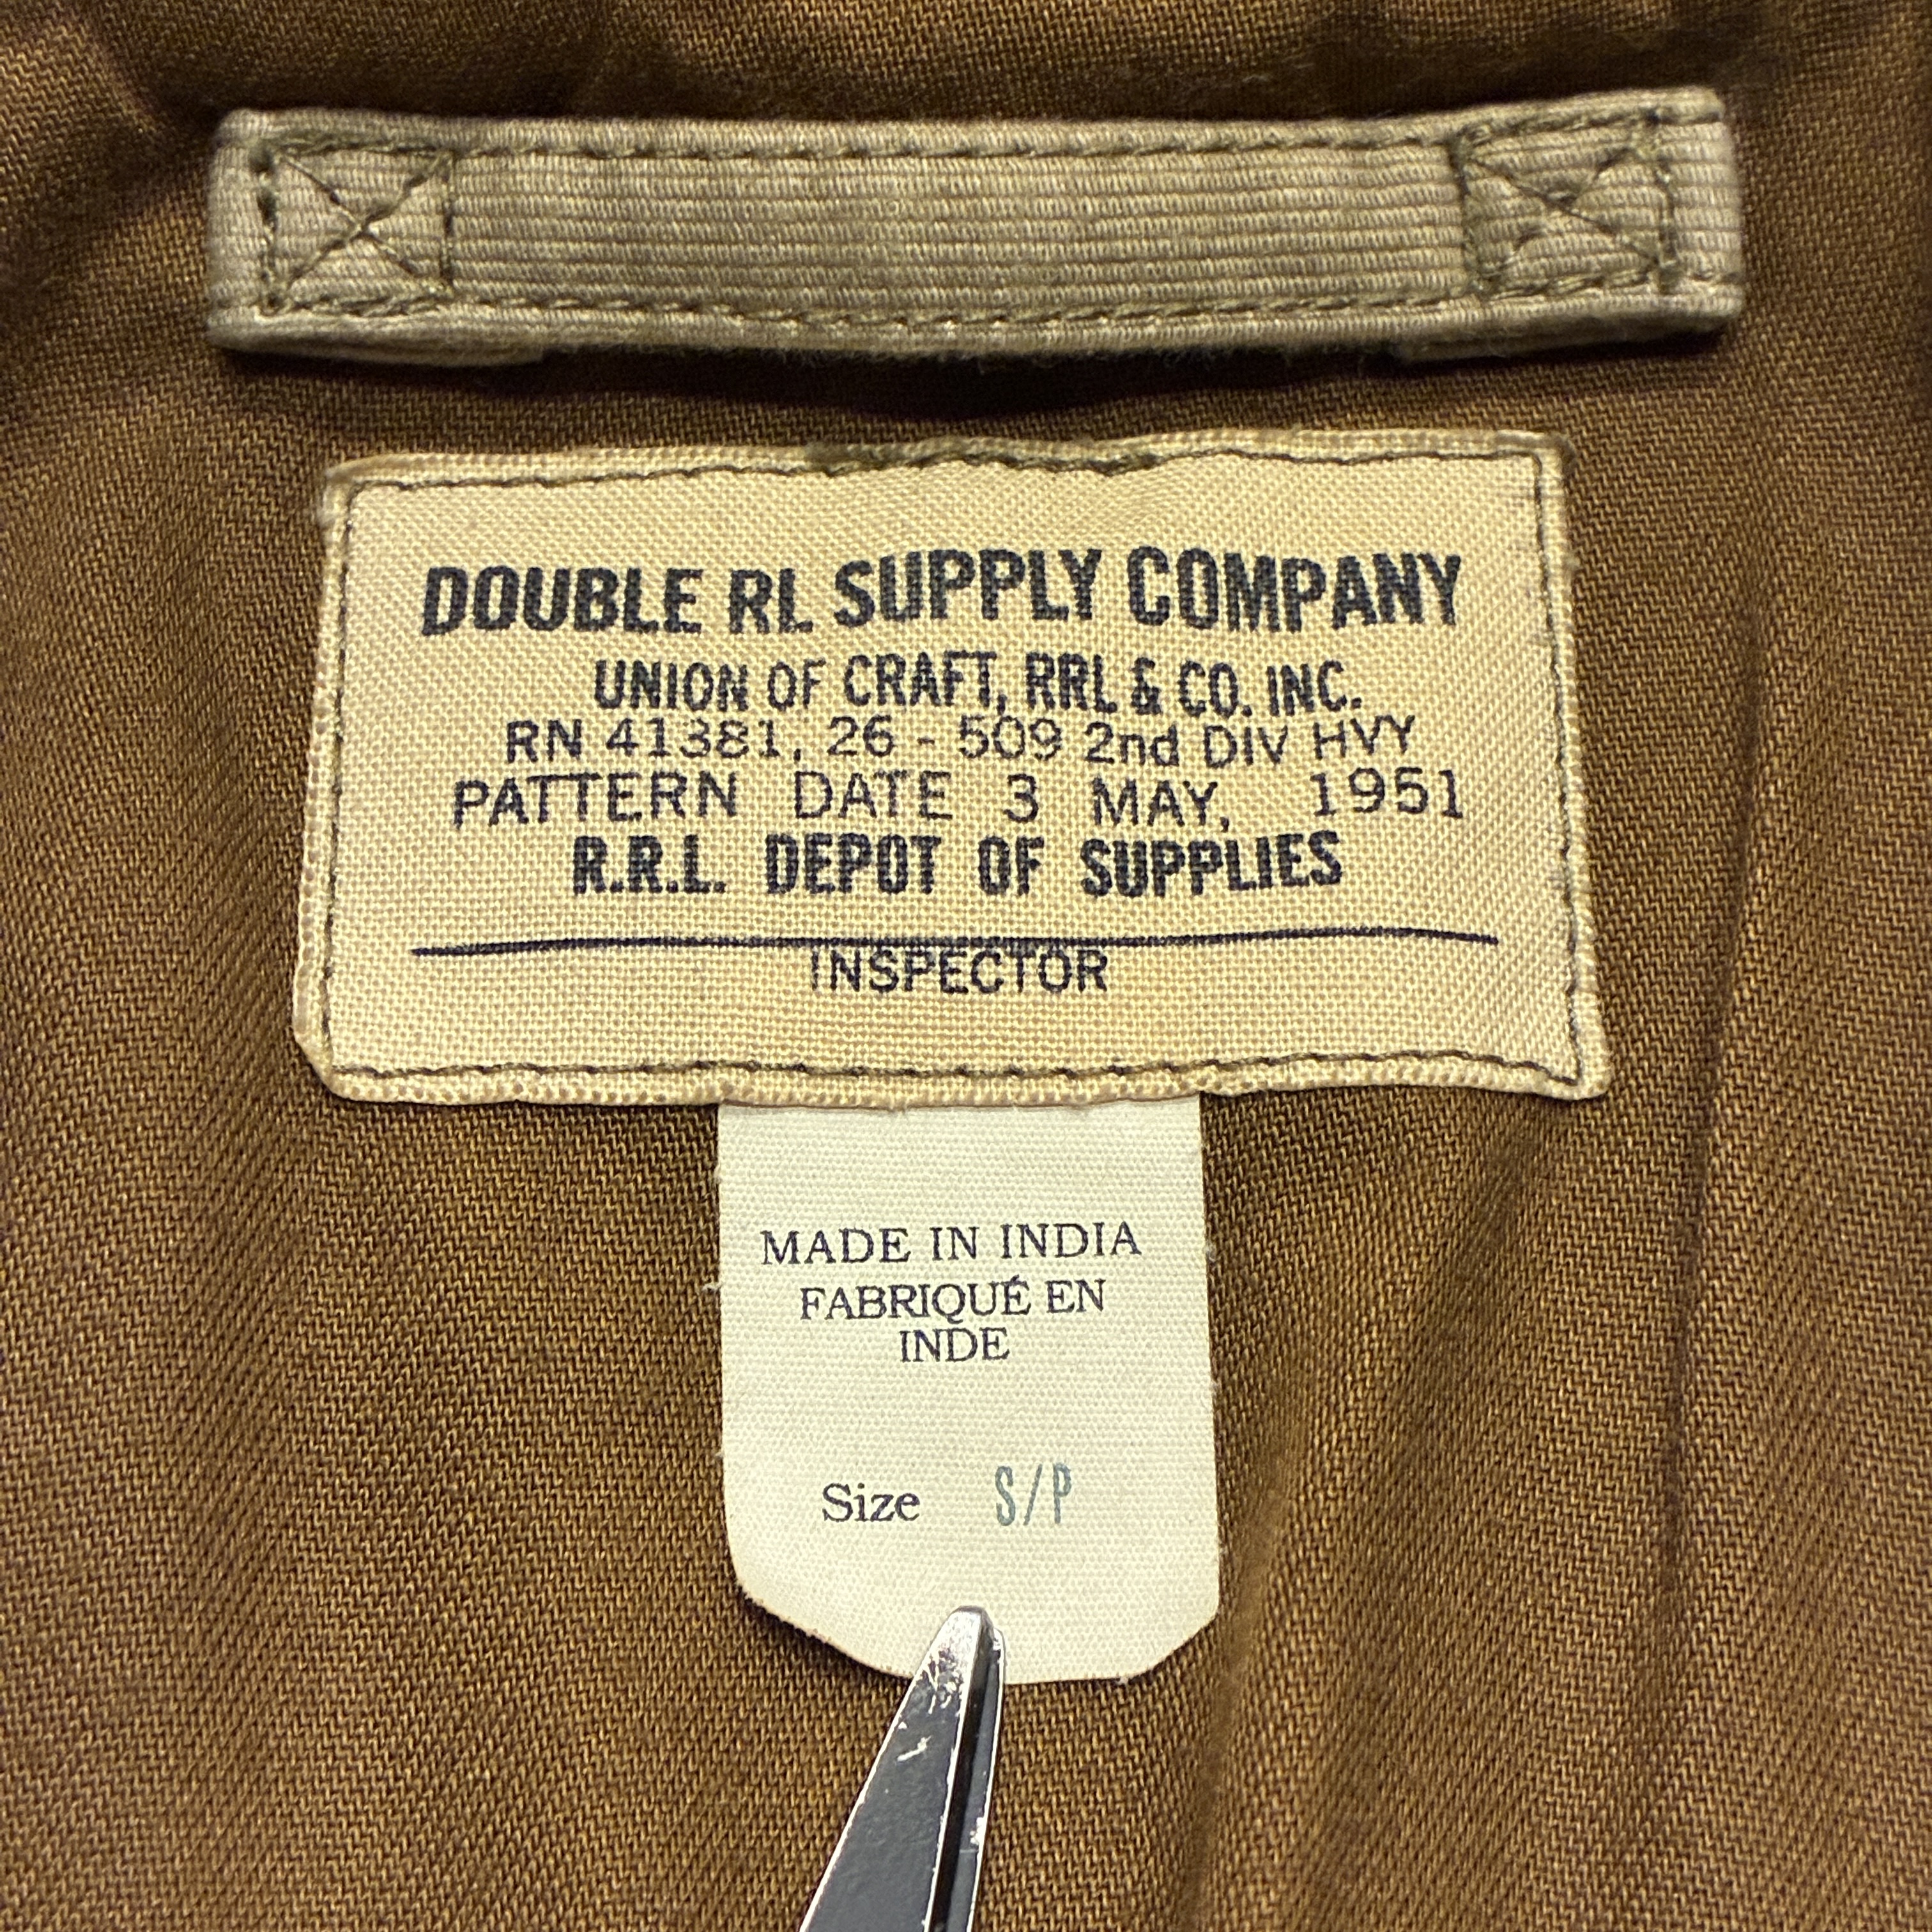 DOUBLE RL SUPPLY COMPANY
UNION OF CRAFT, RRL & CO. INC.
RN 41381, 26 - 509 2nd DIV HVY
PATTERN DATE 3 MAY, 1951
R.R.L. DEPOT OF SUPPLIES
INSPECTOR
MADE IN INDIA
FABRIQUÉ EN
INDE
Size S/P